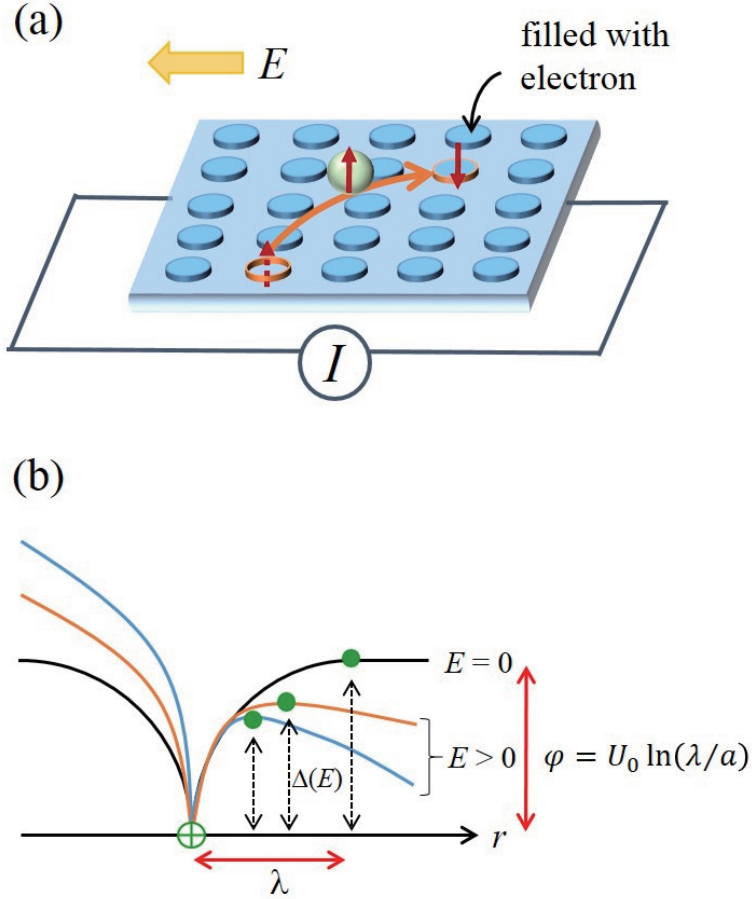 (a)
E
filled with
electron
I
(b)
E = 0
E > 0
φ = U₀ ln(λ/a)
Δ(E)
r
λ